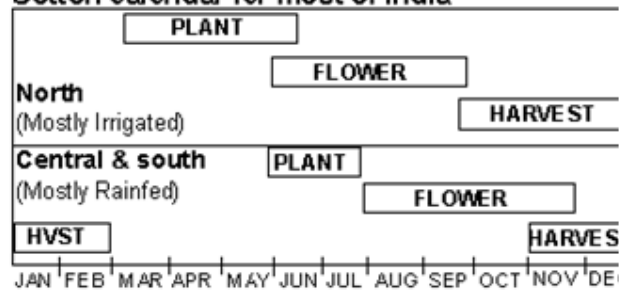 PLANT
FLOWER
North
HARVEST
(Mostly Irrigated)
Central & south PLANT
(Mostly Rainfed)
FLOWER
HVST HARVES
JAN FEB MAR APR MAY JUN JUL AUG SEP OCT NOV DE